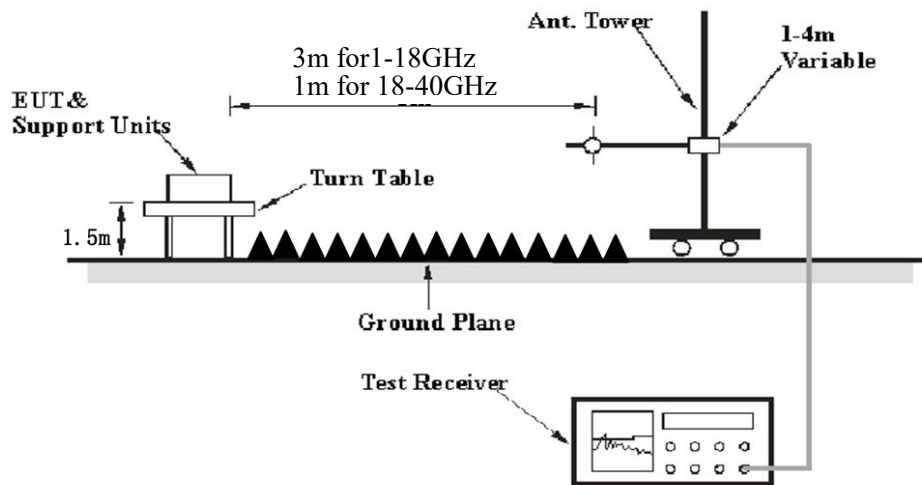 Ant. Tower
1-4m
Variable
3m for1-18GHz
1m for 18-40GHz
EUT&
Support Units
Turn Table
1.5m
Ground Plane
Test Receiver